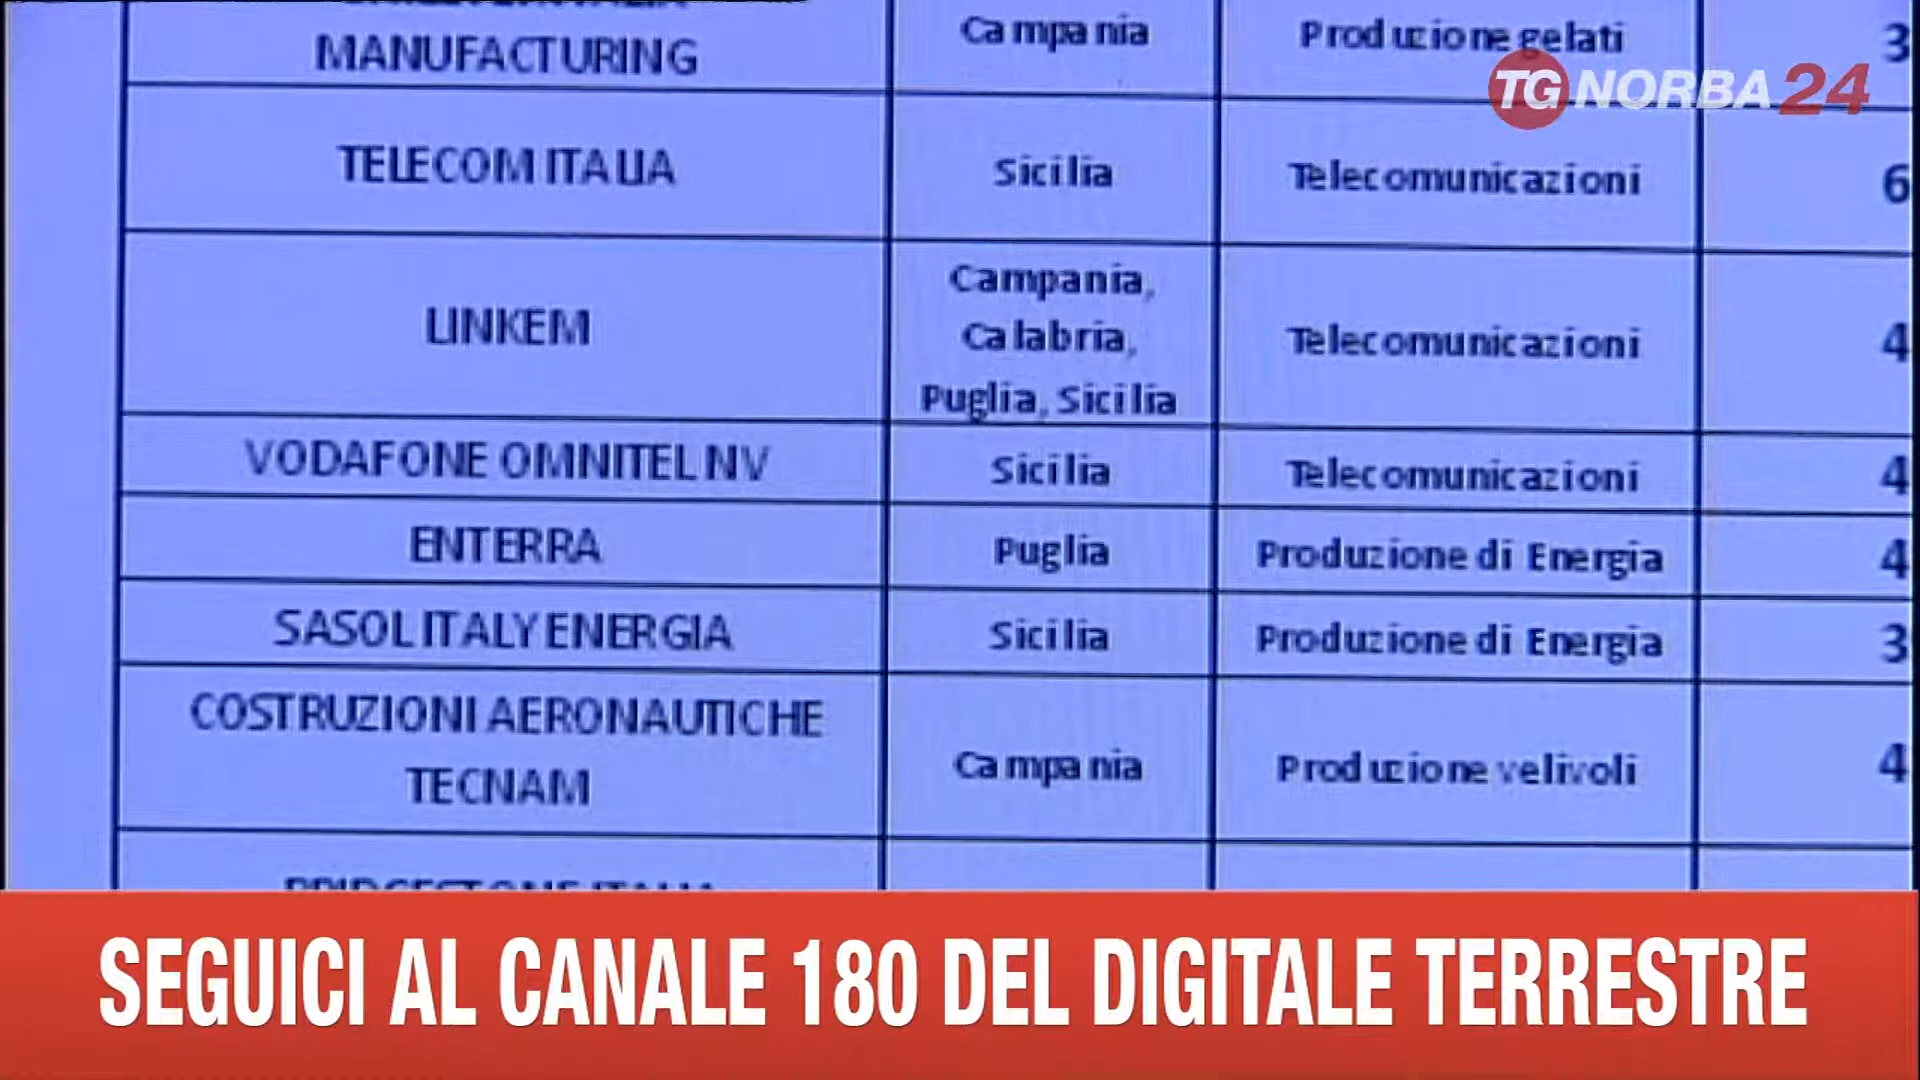 MANUFACTURING
Campania
Produzione gelati
3
TG NORBA 24
TELECOM ITALIA
Sicilia
Telecomunicazioni
6
LINKEM
Campania,
Calabria,
Puglia, Sicilia
Telecomunicazioni
4
VODAFONE OMNITEL NV
Sicilia
Telecomunicazioni
4
ENTERRA
Puglia
Produzione di Energia
4
SASOL ITALY ENERGIA
Sicilia
Produzione di Energia
3
COSTRUZIONI AERONAUTICHE
TECNAM
Campania
Produzione velivoli
4
BRIDGESTONE ITALIA
SEGUICI AL CANALE 180 DEL DIGITALE TERRESTRE